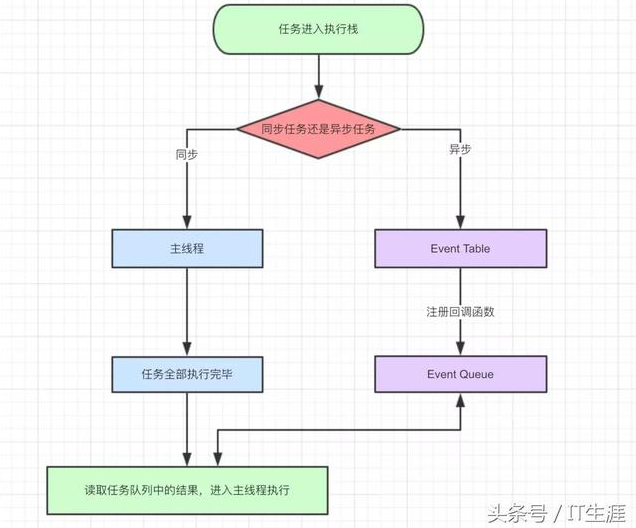 任务进入执行栈
同步任务还是异步任务
同步
异步
主线程
Event Table
注册回调函数
任务全部执行完毕
Event Queue
读取任务队列中的结果，进入主线程执行
头条号 / IT生涯